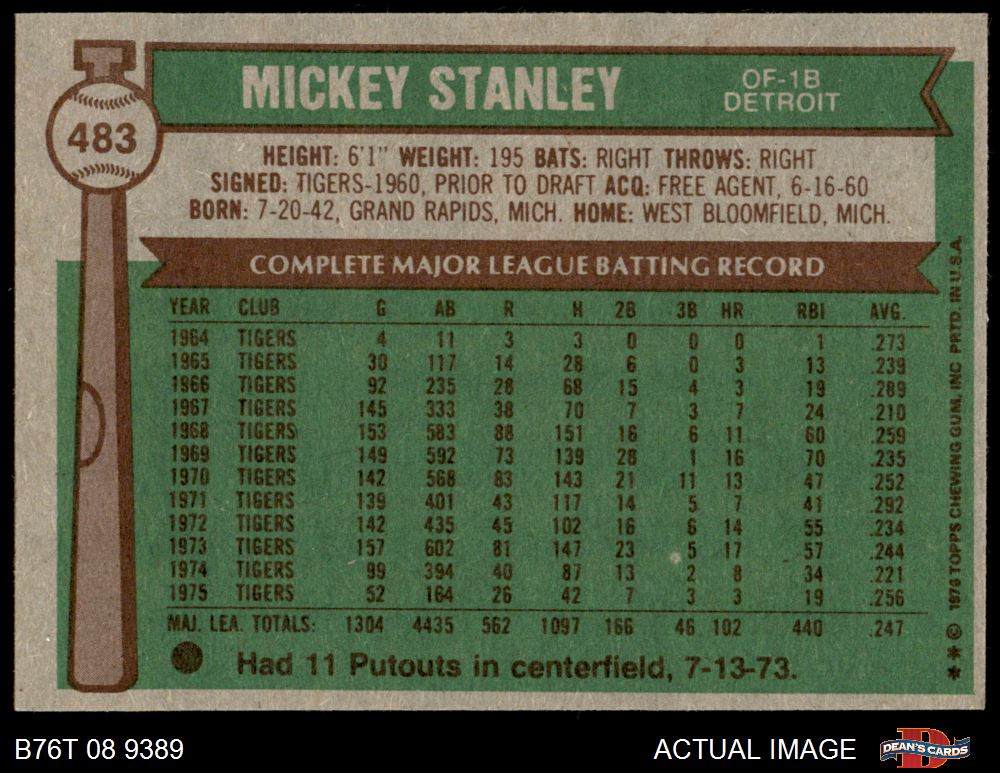 MICKEY STANLEY
OF-1B
DETROIT
483
HEIGHT: 6'1" WEIGHT: 195 BATS: RIGHT THROWS: RIGHT
SIGNED: TIGERS-1960, PRIOR TO DRAFT ACQ: FREE AGENT, 6-16-60
BORN: 7-20-42, GRAND RAPIDS, MICH. HOME: WEST BLOOMFIELD, MICH.
COMPLETE MAJOR LEAGUE BATTING RECORD
YEAR CLUB G AB R H 2B 3B HR RBI AVG.
1964 TIGERS 4 11 3 3 0 0 0 1 .273
1965 TIGERS 30 117 14 28 6 0 3 13 .239
1966 TIGERS 92 235 28 68 15 4 3 19 .289
1967 TIGERS 145 333 38 70 7 3 7 24 .210
1968 TIGERS 153 583 88 151 16 6 11 60 .259
1969 TIGERS 149 592 73 139 28 1 16 70 .235
1970 TIGERS 142 568 83 143 21 11 13 47 .252
1971 TIGERS 139 401 43 117 14 5 7 41 .292
1972 TIGERS 142 435 45 102 16 6 14 55 .234
1973 TIGERS 157 602 81 147 23 5 17 57 .244
1974 TIGERS 99 394 40 87 13 2 8 34 .221
1975 TIGERS 52 164 26 42 7 3 3 19 .256
MAJ. LEA. TOTALS: 1304 4435 562 1097 166 46 102 440 .247
Had 11 Putouts in centerfield, 7-13-73.
**© 1976 TOPPS CHEWING GUM, INC PRTD. IN U.S.A.
B76T 08 9389
ACTUAL IMAGE
DEAN'S CARDS